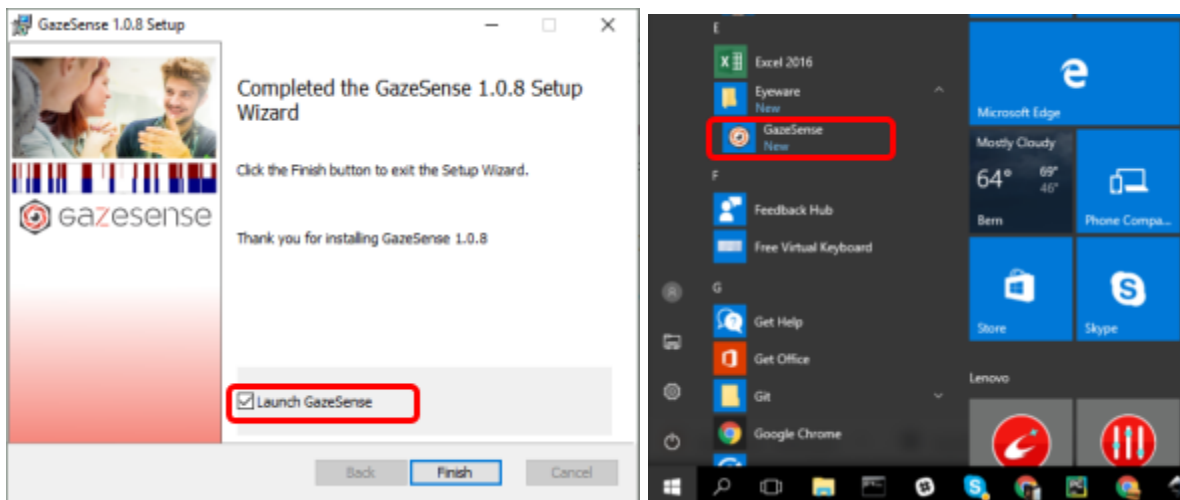 GazeSense 1.0.8 Setup
Completed the GazeSense 1.0.8 Setup
Wizard
Click the Finish button to exit the Setup Wizard.
gazesense
Thank you for installing GazeSense 1.0.8
Launch GazeSense
Back
Finish
Cancel
E
Excel 2016
Eyeware
New
GazeSense
New
F
Feedback Hub
Free Virtual Keyboard
G
Get Help
Get Office
Git
Google Chrome
Microsoft Edge
Mostly Cloudy
64° 69°
46°
Bern
Phone Compa...
Store
Skype
Lenovo